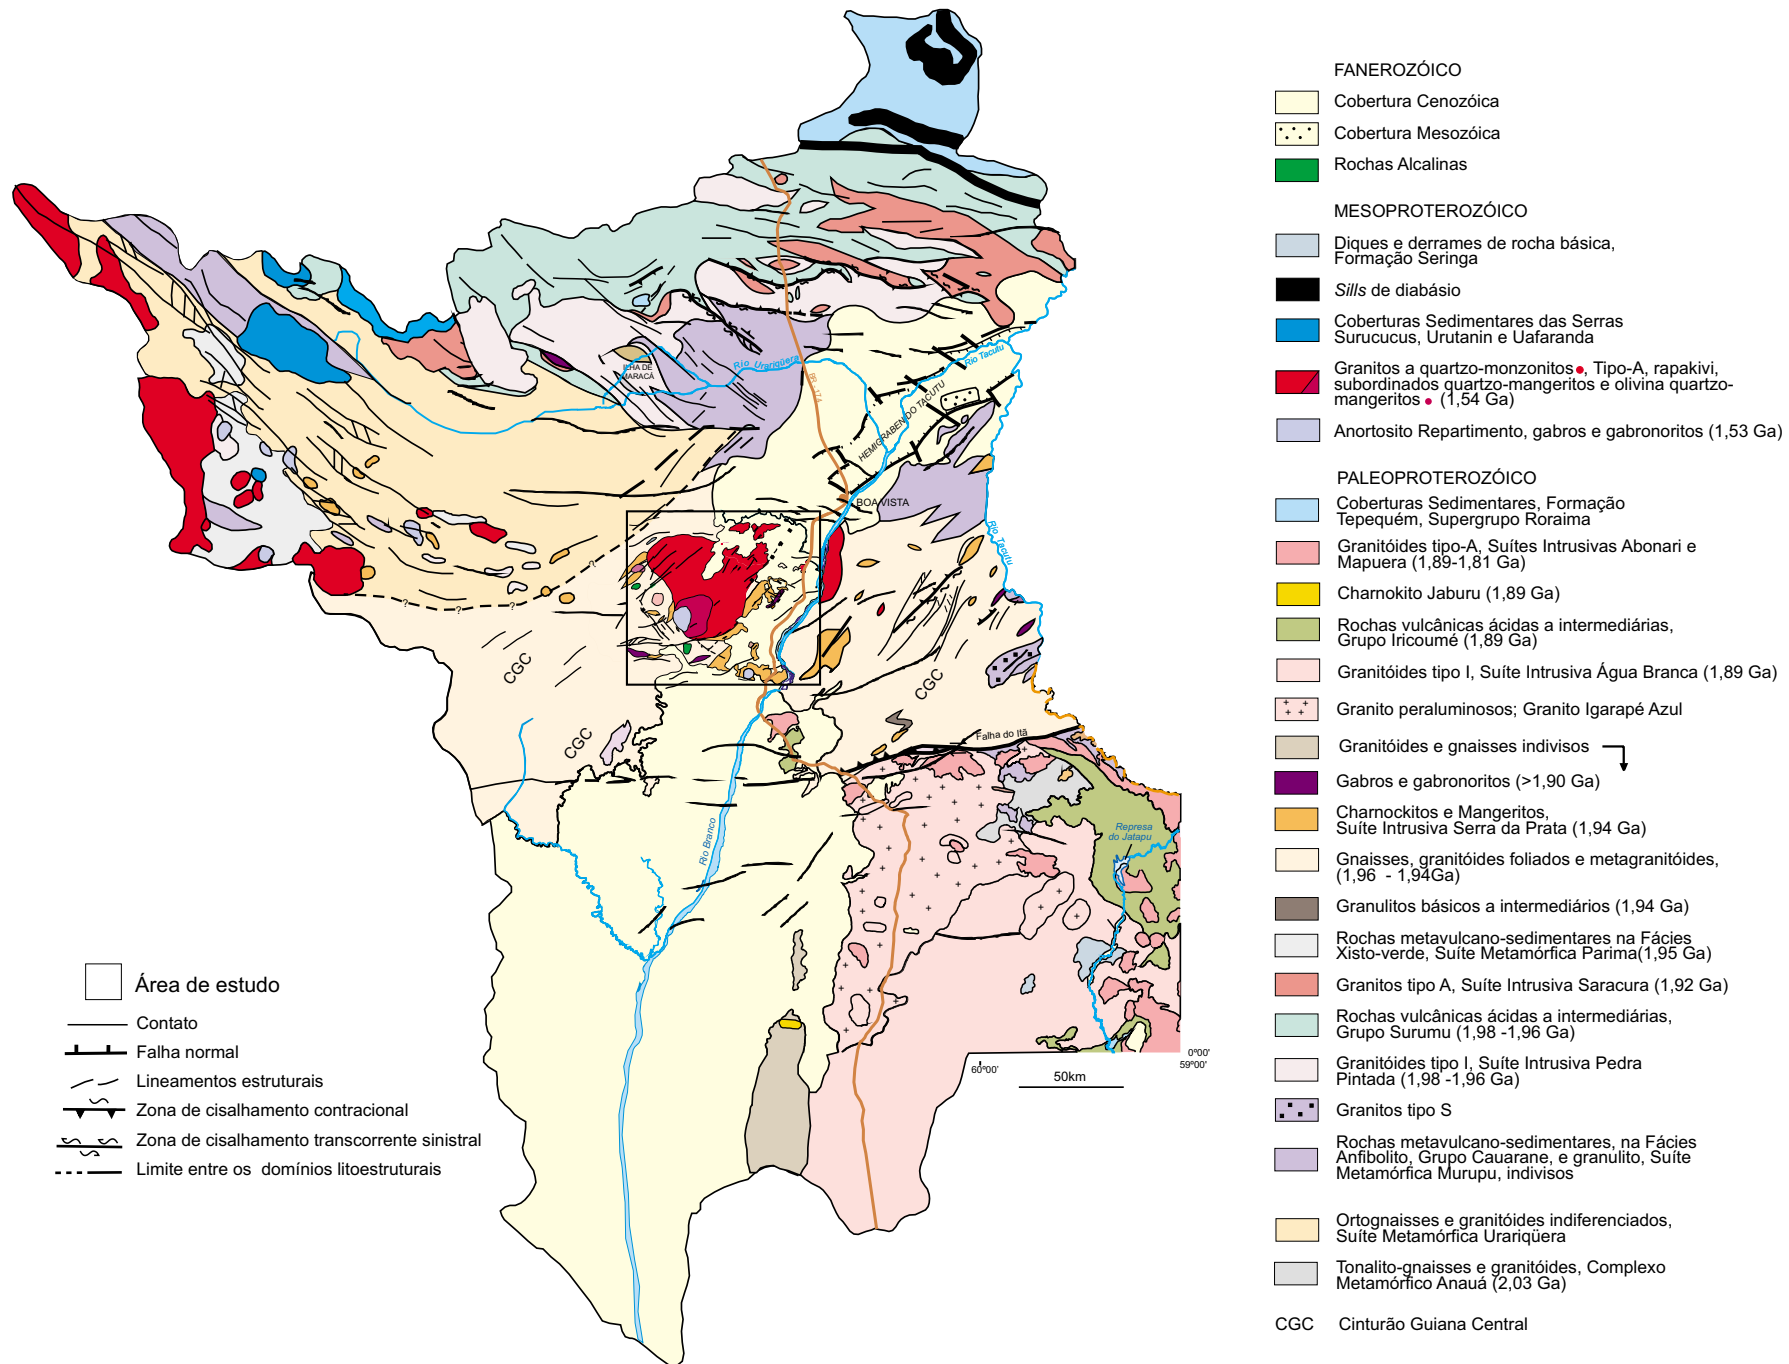 FANEROZÓICO
Cobertura Cenozóica
Cobertura Mesozóica
Rochas Alcalinas
MESOPROTEROZÓICO
Diques e derrames de rocha básica,
Formação Seringa
Sills de diabásio
Coberturas Sedimentares das Serras
Surucucus, Urutanin e Uafaranda
Granitos a quartzo-monzonitos, Tipo-A, rapakivi,
subordinados quartzo-mangeritos e olivina quartzo-
mangeritos (1,54 Ga)
Anortosito Repartimento, gabros e gabronoritos (1,53 Ga)
PALEOPROTEROZÓICO
Coberturas Sedimentares, Formação
Tepequém, Supergrupo Roraima
Granitóides tipo-A, Suítes Intrusivas Abonari e
Mapuera (1,89-1,81 Ga)
Charnokito Jaburu (1,89 Ga)
Rochas vulcânicas ácidas a intermediárias,
Grupo Iricoumé (1,89 Ga)
Granitóides tipo I, Suíte Intrusiva Água Branca (1,89 Ga)
Granito peraluminosos; Granito Igarapé Azul
Granitóides e gnaisses indivisos
Gabros e gabronoritos (>1,90 Ga)
Charnockitos e Mangeritos,
Suíte Intrusiva Serra da Prata (1,94 Ga)
Gnaisses, granitóides foliados e metagranitóides,
(1,96 - 1,94Ga)
Granulitos básicos a intermediários (1,94 Ga)
Rochas metavulcano-sedimentares na Fácies
Xisto-verde, Suíte Metamórfica Parima(1,95 Ga)
Granitos tipo A, Suíte Intrusiva Saracura (1,92 Ga)
Rochas vulcânicas ácidas a intermediárias,
Grupo Surumu (1,98 -1,96 Ga)
Granitóides tipo I, Suíte Intrusiva Pedra
Pintada (1,98 -1,96 Ga)
Granitos tipo S
Rochas metavulcano-sedimentares, na Fácies
Anfibolito, Grupo Cauarane, e granulito, Suíte
Metamórfica Murupu, indivisos
Ortognaisses e granitóides indiferenciados,
Suíte Metamórfica Urariqüera
Tonalito-gnaisses e granitóides, Complexo
Metamórfico Anauá (2,03 Ga)
CGC Cinturão Guiana Central
Rio Urariqüera
ILHA DE
MARACÁ
BR - 174
Rio Tacutu
HEMIGRABEN DO TACUTU
BOA VISTA
Rio Tacutu
?
?
?
CGC
CGC
CGC
Falha do Itã
Rio Branco
Represa
do Jatapu
0º00'
59º00'
60º00'
50km
Área de estudo
Contato
Falha normal
Lineamentos estruturais
Zona de cisalhamento contracional
Zona de cisalhamento transcorrente sinistral
Limite entre os domínios litoestruturais